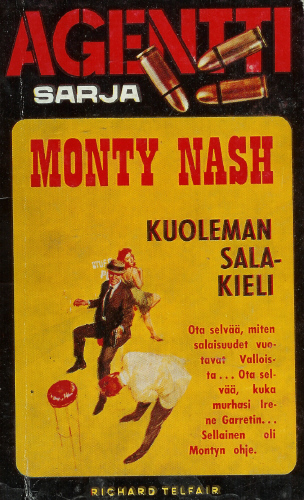 AGENTTI
SARJA
MONTY NASH
KUOLEMAN
SALA-
KIELI
Ota selvää, miten
salaisuudet vuo-
tavat Vallois-
ta... Ota sel-
vää, kuka
murhasi Ire-
ne Garretin...
Sellainen oli
Montyn ohje.
RICHARD TELFAIR